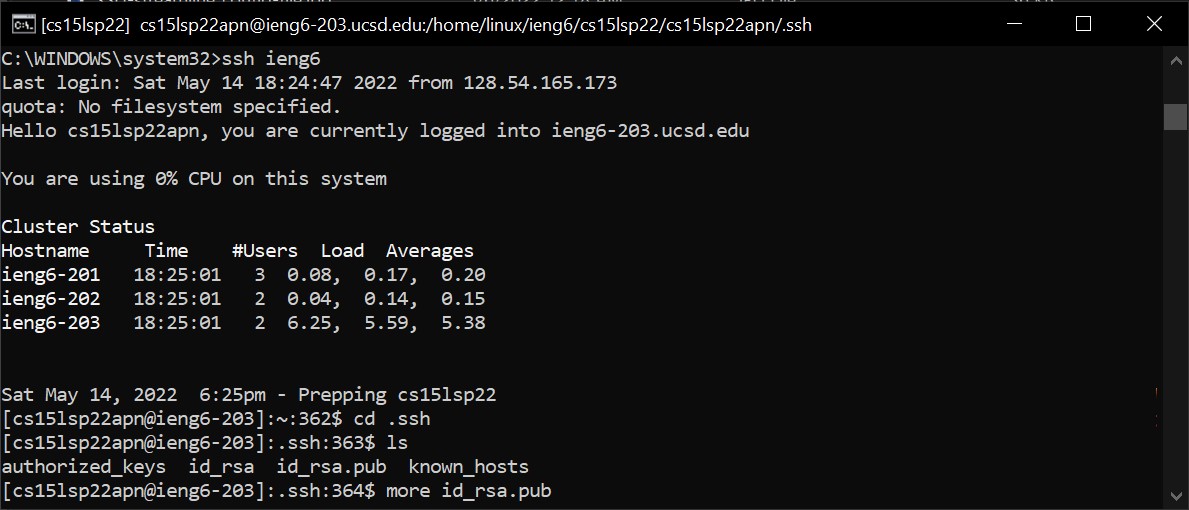 [cs15lsp22] cs15lsp22apn@ieng6-203.ucsd.edu:/home/linux/ieng6/cs15lsp22/cs15lsp22apn/.ssh
C:\WINDOWS\system32>ssh ieng6
Last login: Sat May 14 18:24:47 2022 from 128.54.165.173
quota: No filesystem specified.
Hello cs15lsp22apn, you are currently logged into ieng6-203.ucsd.edu
You are using 0% CPU on this system
Cluster Status
Hostname     Time    #Users  Load  Averages
ieng6-201   18:25:01   3  0.08,  0.17,  0.20
ieng6-202   18:25:01   2  0.04,  0.14,  0.15
ieng6-203   18:25:01   2  6.25,  5.59,  5.38
Sat May 14, 2022  6:25pm - Prepping cs15lsp22
[cs15lsp22apn@ieng6-203]:~:362$ cd .ssh
[cs15lsp22apn@ieng6-203]:.ssh:363$ ls
authorized_keys  id_rsa  id_rsa.pub  known_hosts
[cs15lsp22apn@ieng6-203]:.ssh:364$ more id_rsa.pub